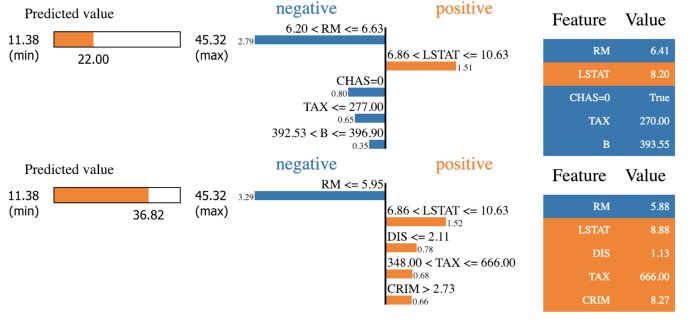 Predicted value
11.38
(min)
45.32
(max)
22.00
negative
positive
6.20 < RM <= 6.63
2.79
6.86 < LSTAT <= 10.63
1.51
CHAS=0
0.80
TAX <= 277.00
0.65
392.53 < B <= 396.90
0.35
Feature Value
RM 6.41
LSTAT 8.20
CHAS=0 True
TAX 270.00
B 393.55
Predicted value
11.38
(min)
45.32
(max)
36.82
negative
positive
RM <= 5.95
3.29
6.86 < LSTAT <= 10.63
1.52
DIS <= 2.11
0.78
348.00 < TAX <= 666.00
0.68
CRIM > 2.73
0.66
Feature Value
RM 5.88
LSTAT 8.88
DIS 1.13
TAX 666.00
CRIM 8.27